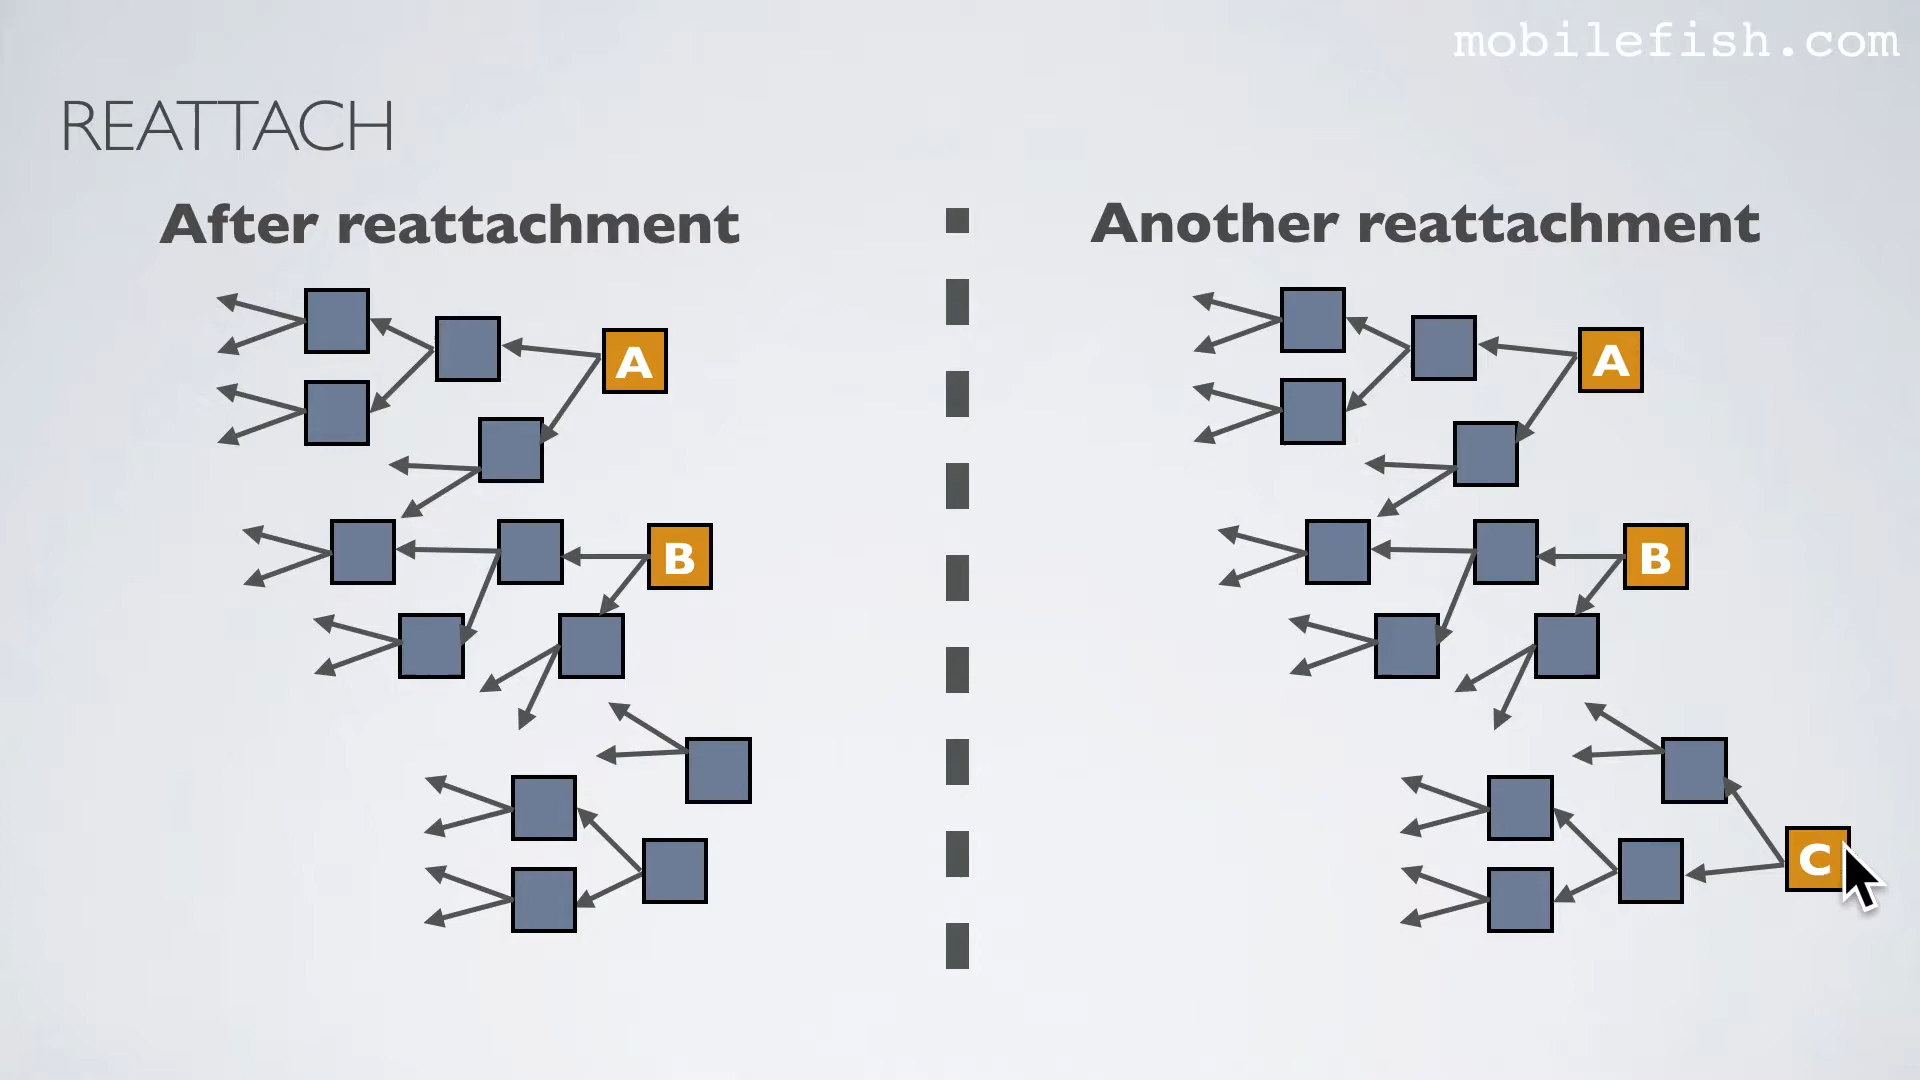 mobilefish.com
REATTACH
After reattachment
A
B
Another reattachment
A
B
C